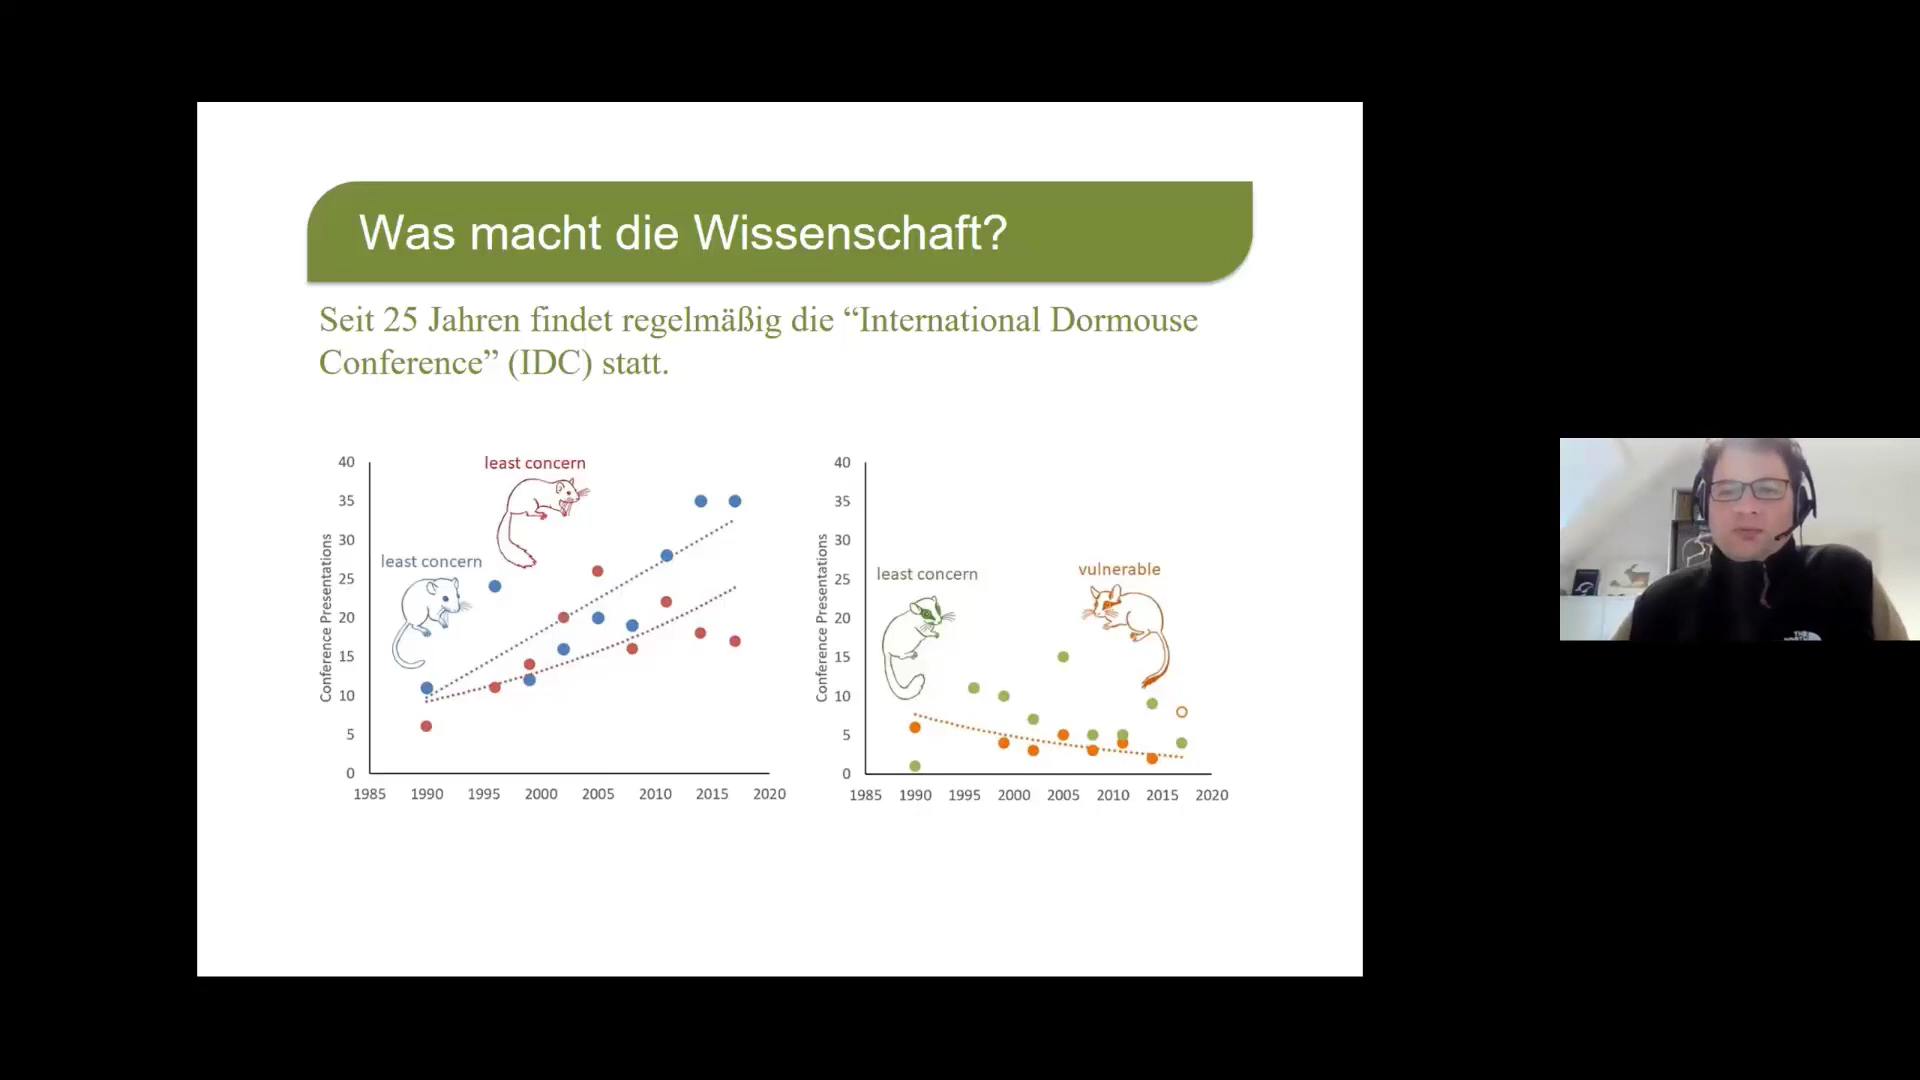 Was macht die Wissenschaft?
Seit 25 Jahren findet regelmäßig die “International Dormouse
Conference” (IDC) statt.
least concern
least concern
Conference Presentations
40
35
30
25
20
15
10
5
0
1985 1990 1995 2000 2005 2010 2015 2020
least concern
vulnerable
Conference Presentations
40
35
30
25
20
15
10
5
0
1985 1990 1995 2000 2005 2010 2015 2020
THE